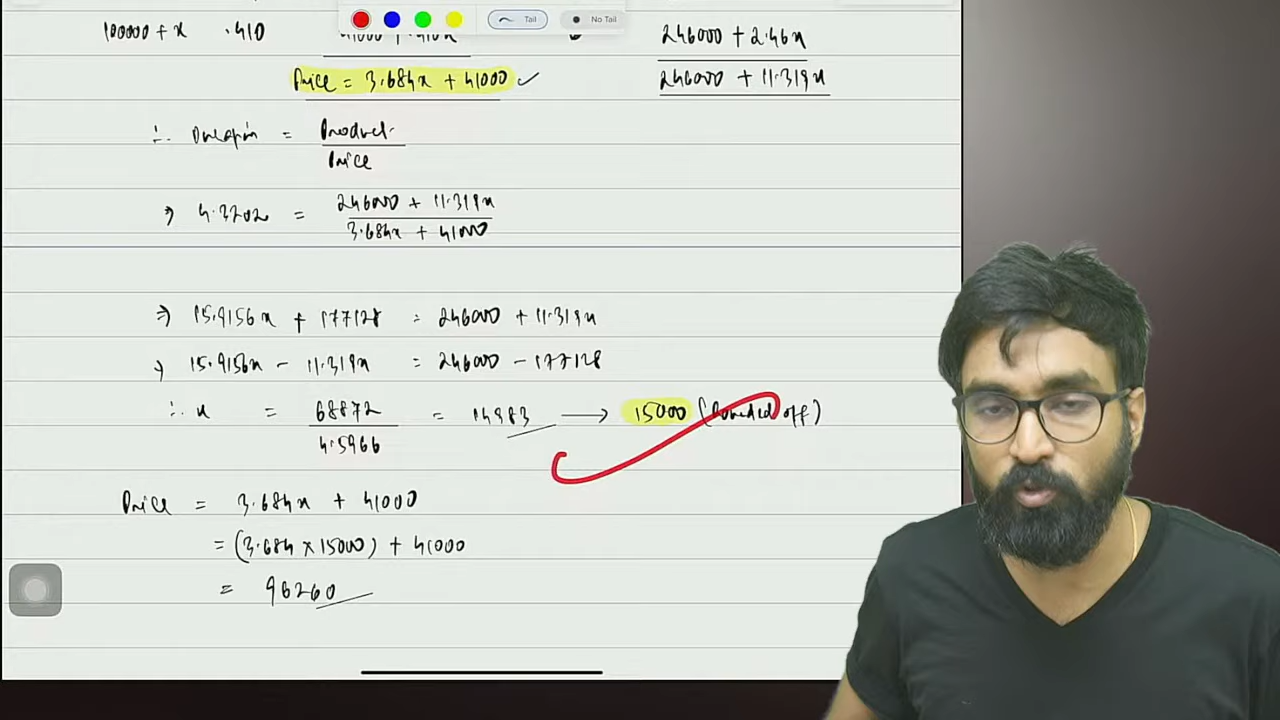 Tail No Tail
100000 + x .410 246000 + 2.46x
Price = 3.684x + 41000 ✓ 246000 + 11.319x
∴ Duration = Product
Price
⇒ 4.3202 = 246000 + 11.319x
3.684x + 41000
⇒ 15.9156x + 177128 = 246000 + 11.319x
⇒ 15.9156x - 11.319x = 246000 - 177128
∴ x = 68872 = 14983 → 15000 (Rounded off)
4.5966
Price = 3.684x + 41000
= (3.684 × 15000) + 41000
= 96260